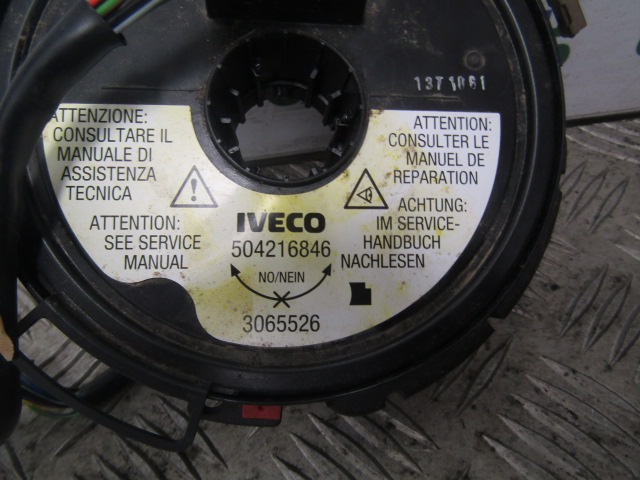 1371061
ATTENZIONE:
CONSULTARE IL
MANUALE DI
ASSISTENZA
TECNICA
ATTENTION:
SEE SERVICE
MANUAL
ATTENTION:
CONSULTER LE
MANUEL DE
REPARATION
ACHTUNG:
IM SERVICE-
HANDBUCH
NACHLESEN
IVECO
504216846
NO/NEIN
3065526